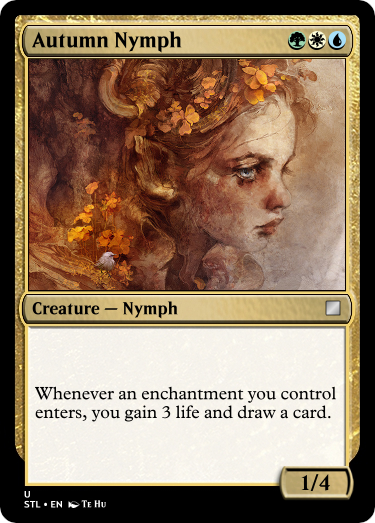 Autumn Nymph
Creature — Nymph
Whenever an enchantment you control
enters, you gain 3 life and draw a card.
1/4
U
STL • EN Te Hu